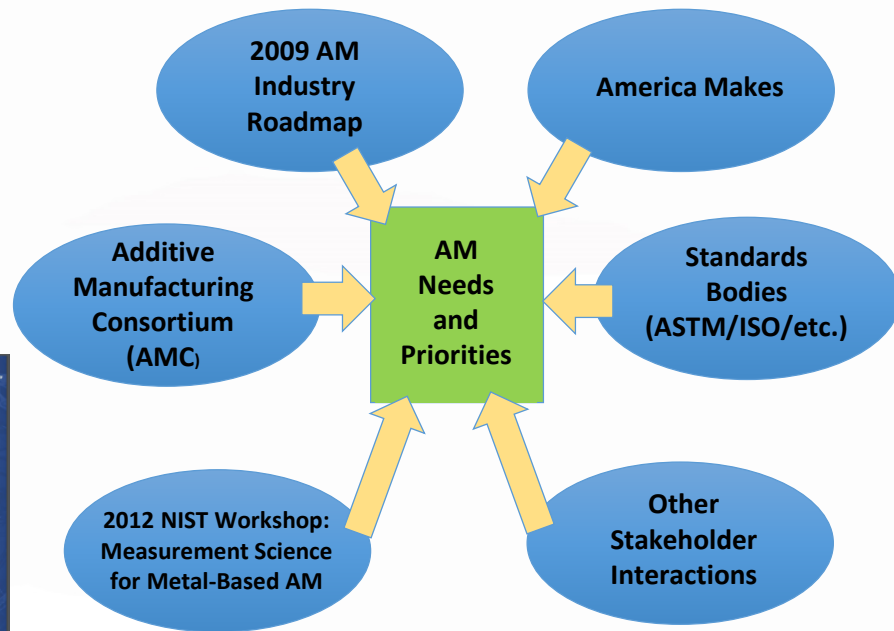 2009 AM
Industry
Roadmap
America Makes
Additive
Manufacturing
Consortium
(AMC)
AM
Needs
and
Priorities
Standards
Bodies
(ASTM/ISO/etc.)
2012 NIST Workshop:
Measurement Science
for Metal-Based AM
Other
Stakeholder
Interactions